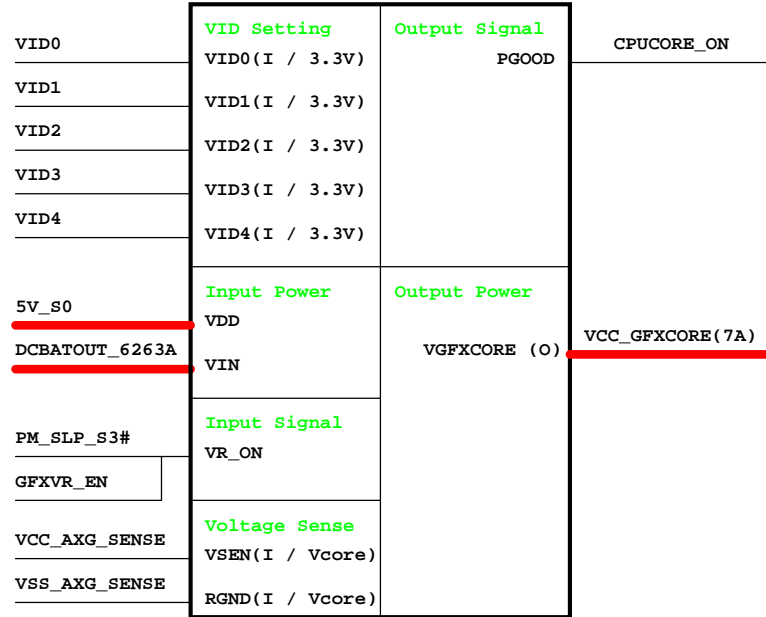 VID0
VID1
VID2
VID3
VID4
5V_S0
DCBATOUT_6263A
PM_SLP_S3#
GFXVR_EN
VCC_AXG_SENSE
VSS_AXG_SENSE
VID Setting
VID0(I / 3.3V)
VID1(I / 3.3V)
VID2(I / 3.3V)
VID3(I / 3.3V)
VID4(I / 3.3V)
Input Power
VDD
VIN
Input Signal
VR_ON
Voltage Sense
VSEN(I / Vcore)
RGND(I / Vcore)
Output Signal
PGOOD
Output Power
VGFXCORE (O)
CPUCORE_ON
VCC_GFXCORE(7A)